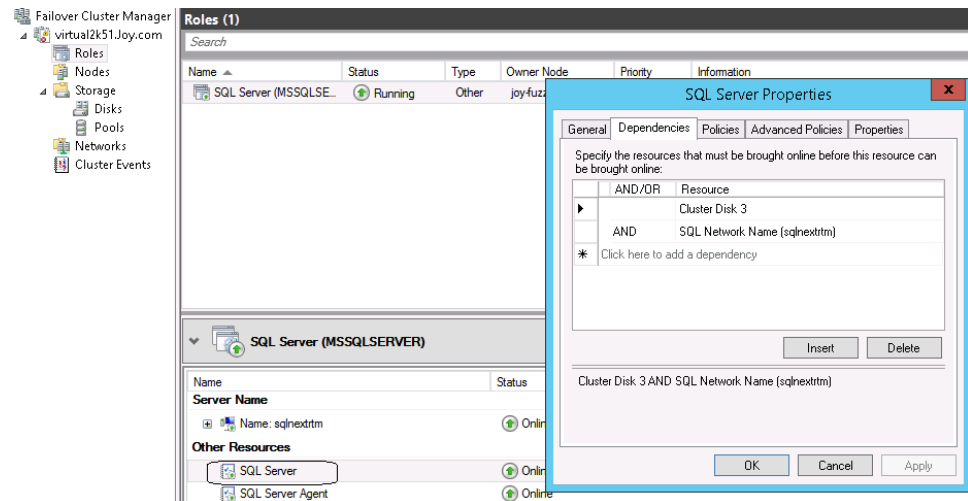 Failover Cluster Manager
virtual2k51.Joy.com
Roles
Nodes
Storage
Disks
Pools
Networks
Cluster Events
Roles (1)
Search
Name Status Type Owner Node Priority Information
SQL Server (MSSQLSE... Running Other joy-fuzz
SQL Server (MSSQLSERVER)
Name Status
Server Name
Name: sqlnextrtm Onlin
Other Resources
SQL Server Onlin
SQL Server Agent Online
SQL Server Properties
x
General Dependencies Policies Advanced Policies Properties
Specify the resources that must be brought online before this resource can
be brought online:
AND/OR Resource
Cluster Disk 3
AND SQL Network Name (sqlnextrtm)
Click here to add a dependency
Insert Delete
Cluster Disk 3 AND SQL Network Name (sqlnextrtm)
OK Cancel Apply